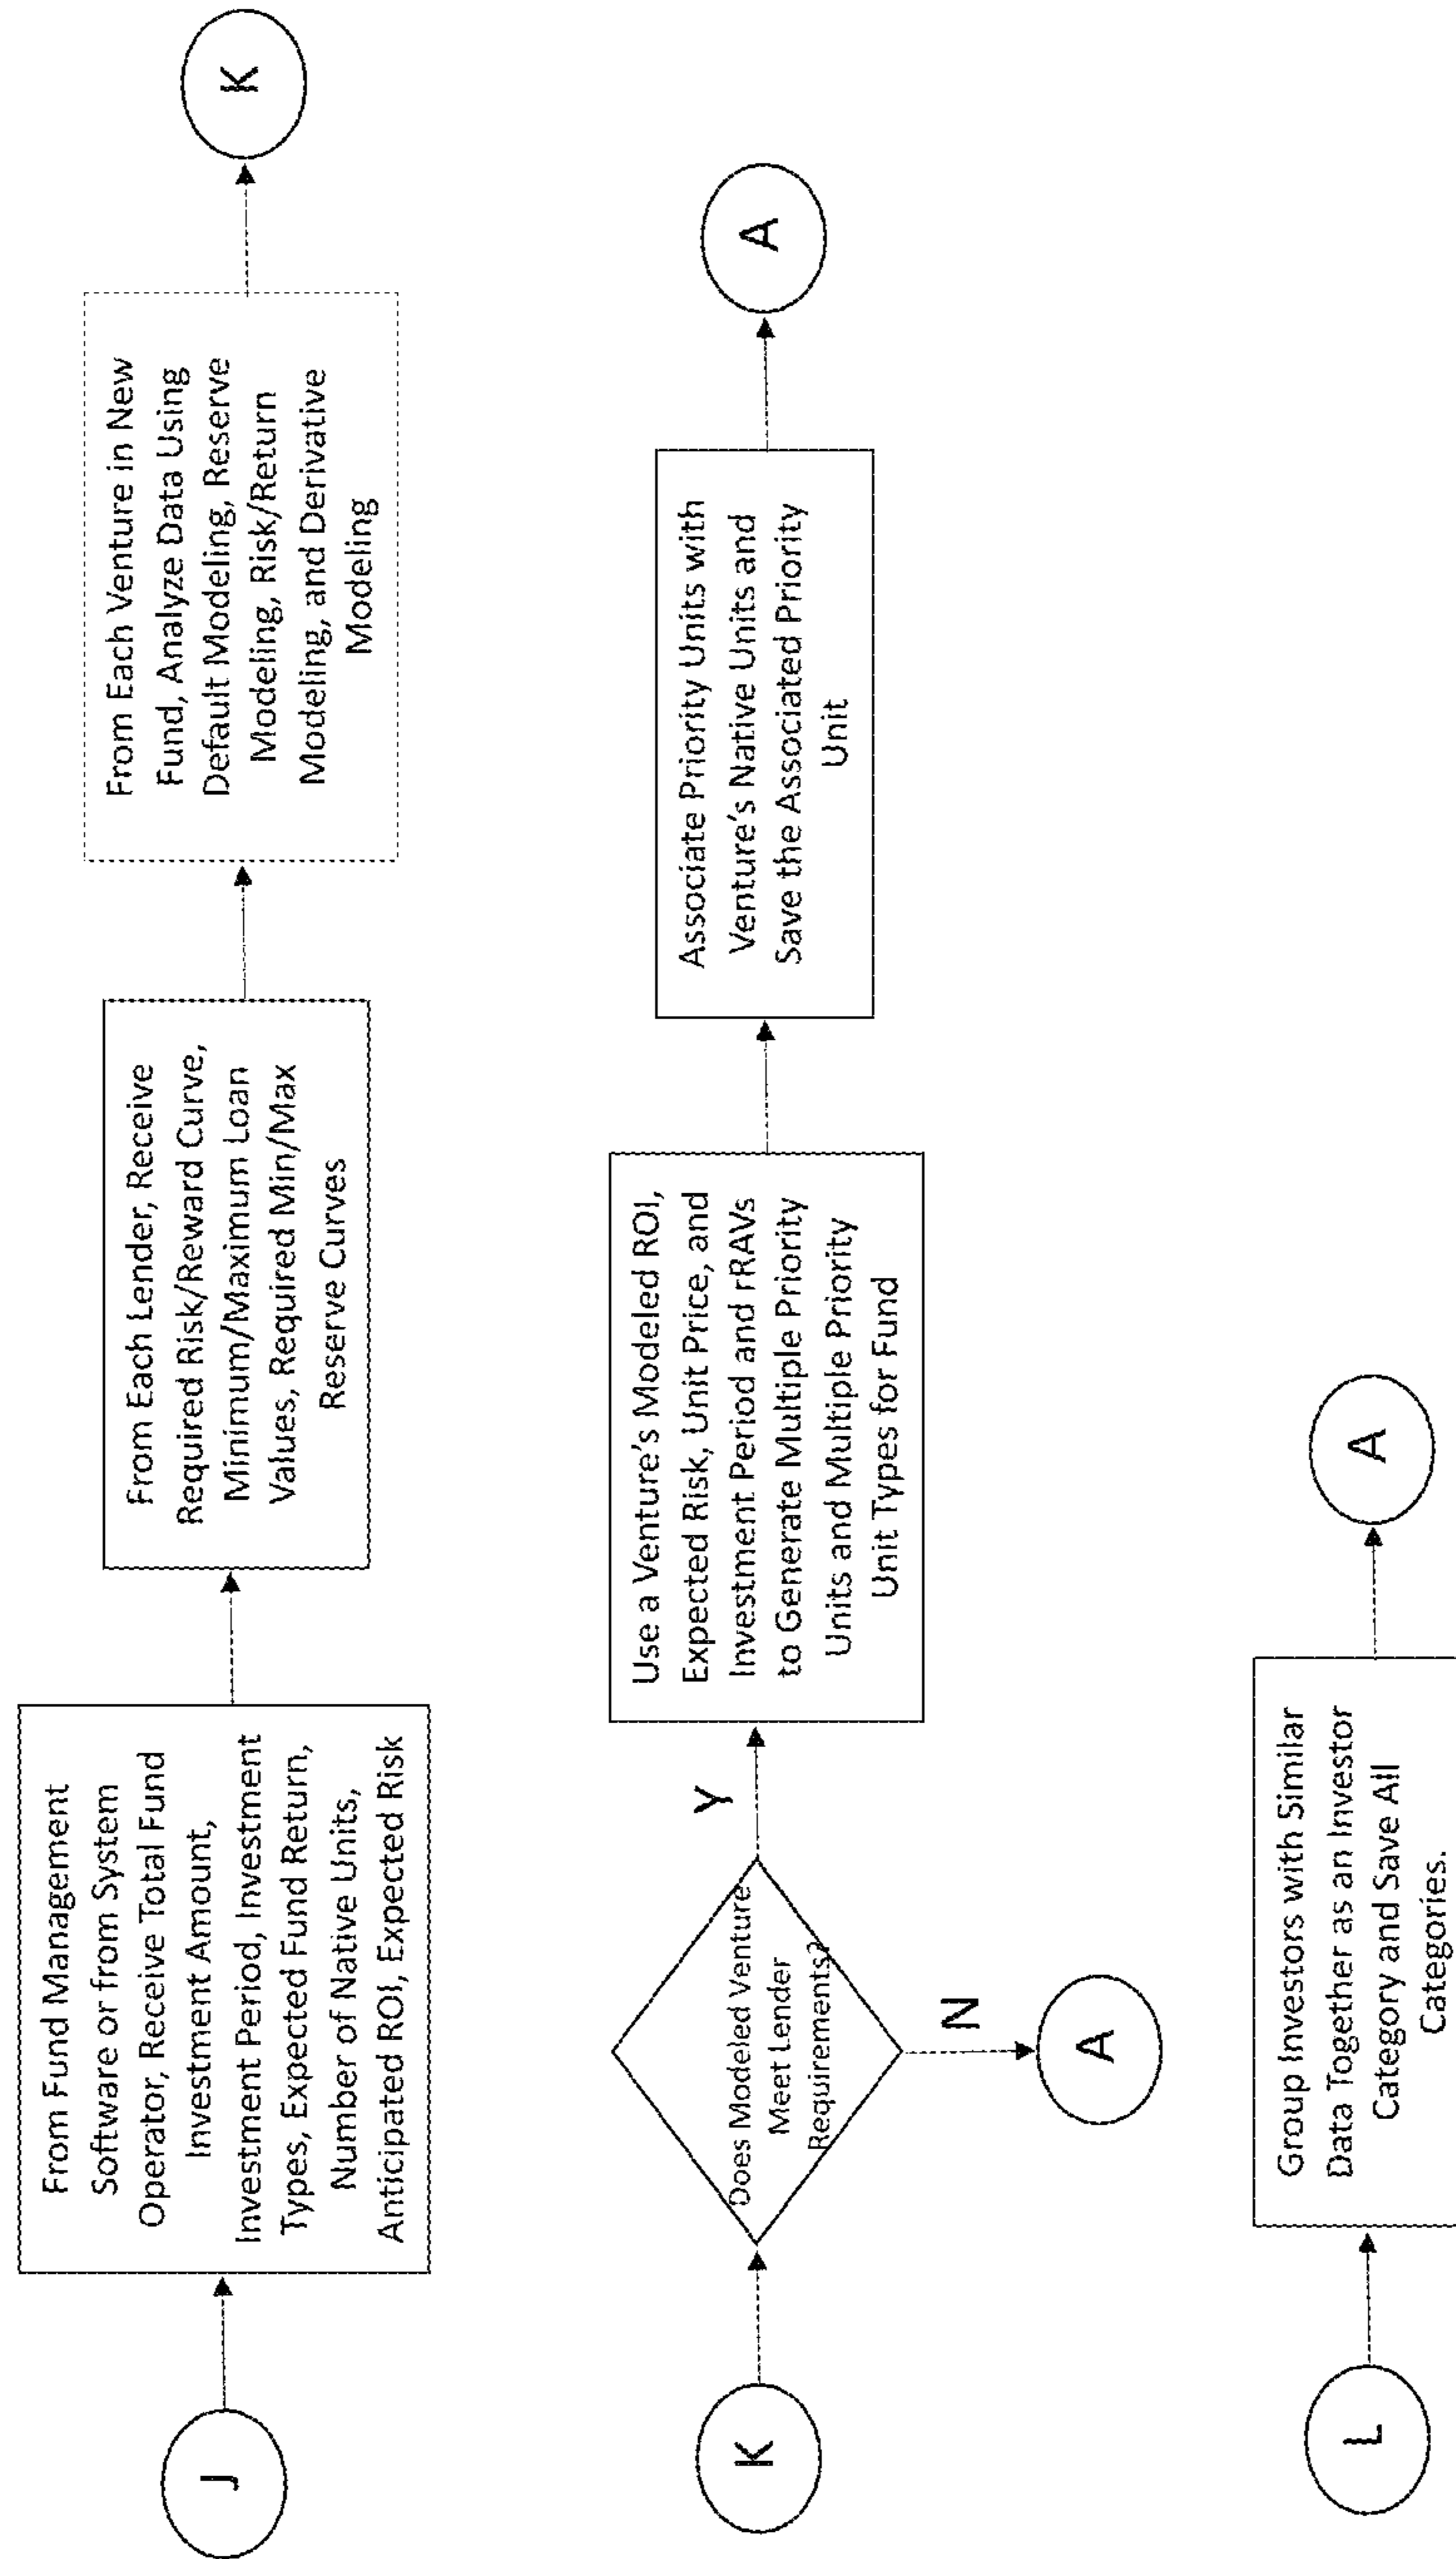 J
From Fund Management
Software or from System
Operator, Receive Total Fund
Investment Amount,
Investment Period, Investment
Types, Expected Fund Return,
Number of Native Units,
Anticipated ROI, Expected Risk
From Each Lender, Receive
Required Risk/Reward Curve,
Minimum/Maximum Loan
Values, Required Min/Max
Reserve Curves
From Each Venture in New
Fund, Analyze Data Using
Default Modeling, Reserve
Modeling, Risk/Return
Modeling, and Derivative
Modeling
K
K
Does Modeled Venture
Meet Lender
Requirements?
Y
N
A
Use a Venture's Modeled ROI,
Expected Risk, Unit Price, and
Investment Period and rRAVs
to Generate Multiple Priority
Units and Multiple Priority
Unit Types for Fund
Associate Priority Units with
Venture's Native Units and
Save the Associated Priority
Unit
A
L
Group Investors with Similar
Data Together as an Investor
Category and Save All
Categories.
A